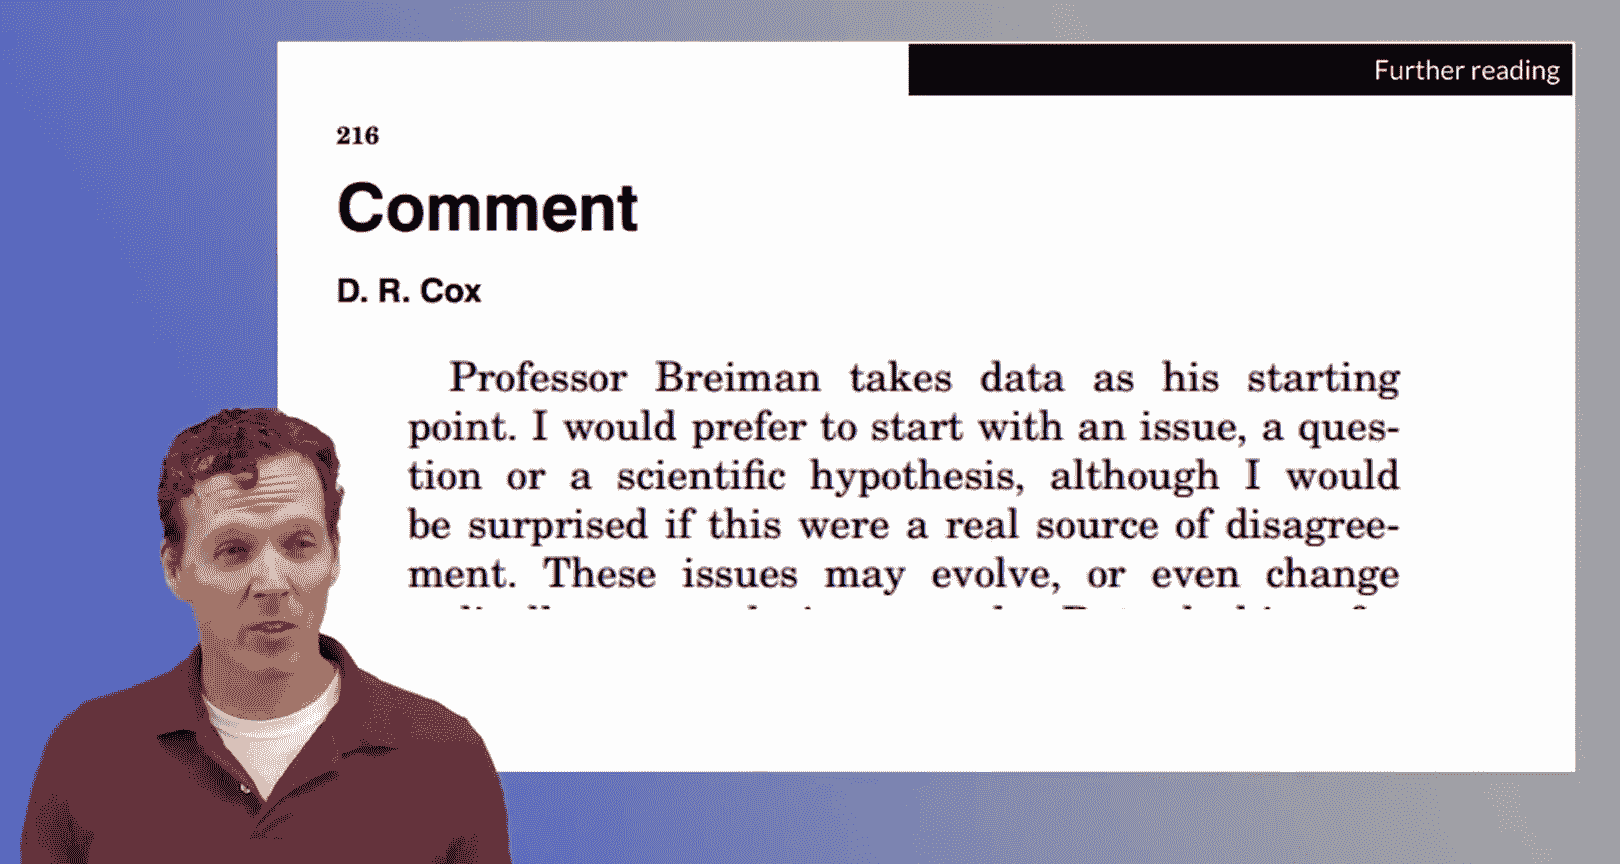 Further reading
216
Comment
D. R. Cox
Professor Breiman takes data as his starting
point. I would prefer to start with an issue, a ques-
tion or a scientific hypothesis, although I would
be surprised if this were a real source of disagree-
ment. These issues may evolve, or even change